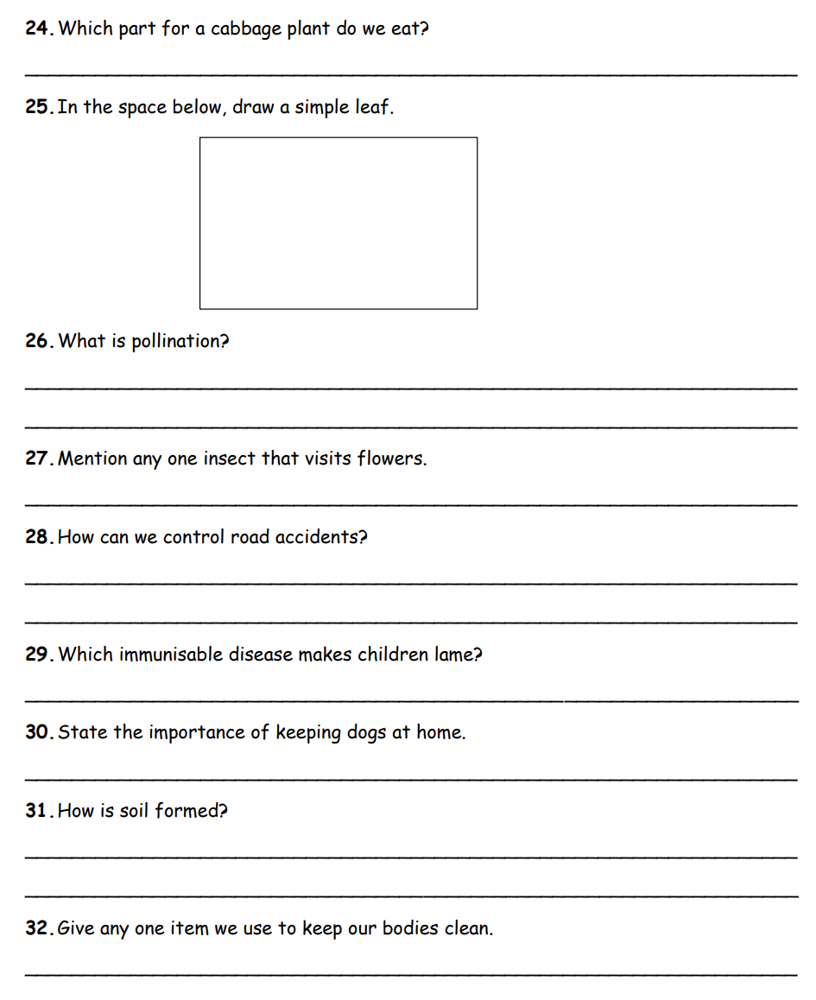 24. Which part for a cabbage plant do we eat?
25. In the space below, draw a simple leaf.
26. What is pollination?
27. Mention any one insect that visits flowers.
28. How can we control road accidents?
29. Which immunisable disease makes children lame?
30. State the importance of keeping dogs at home.
31. How is soil formed?
32. Give any one item we use to keep our bodies clean.